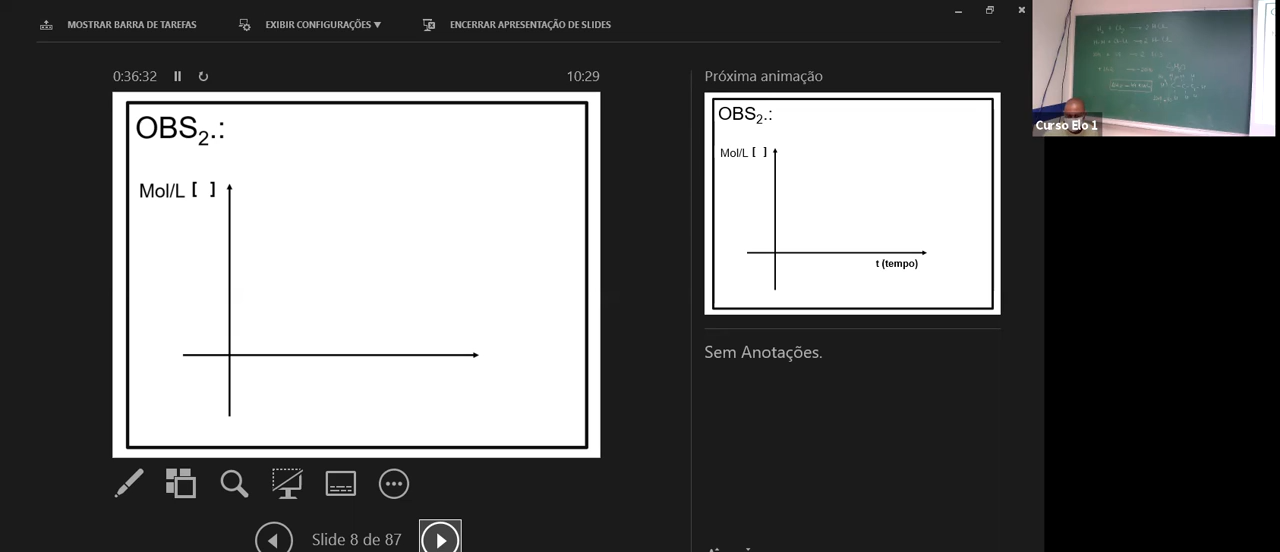 MOSTRAR BARRA DE TAREFAS EXIBIR CONFIGURAÇÕES ▼ ENCERRAR APRESENTAÇÃO DE SLIDES
0:36:32 10:29
OBS₂.:
Mol/L [ ]
Slide 8 de 87
Próxima animação
OBS₂.:
Mol/L [ ]
t (tempo)
Sem Anotações.
Curso Elo 1